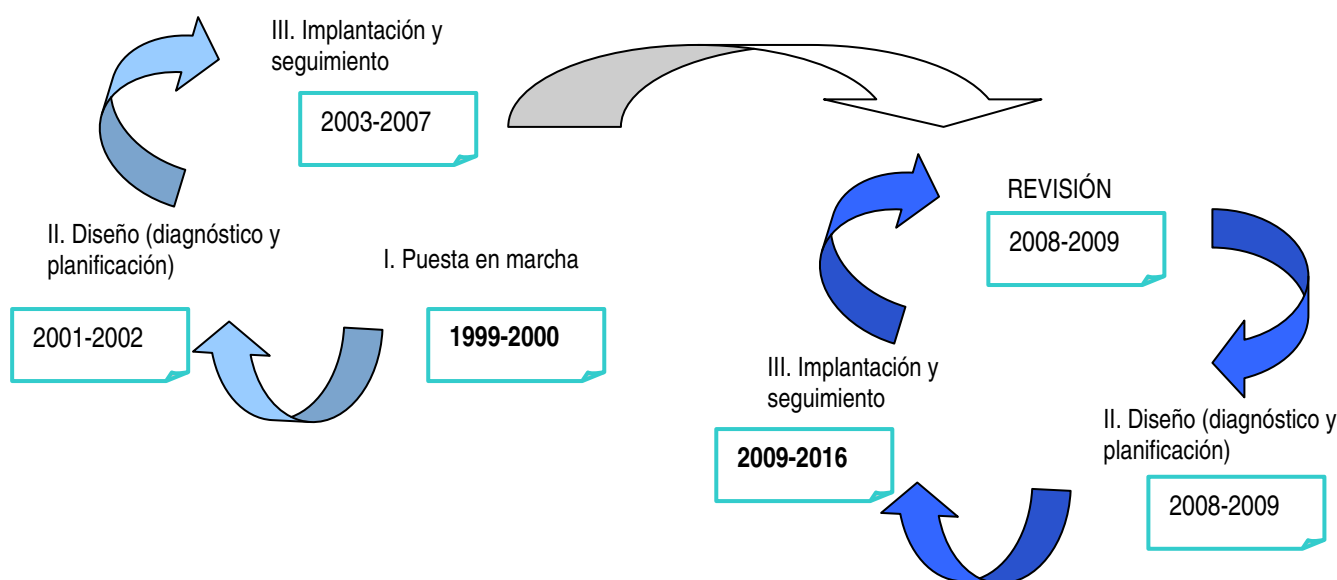 III. Implantación y
seguimiento
2003-2007
II. Diseño (diagnóstico y
planificación)
2001-2002
I. Puesta en marcha
1999-2000
REVISIÓN
2008-2009
II. Diseño (diagnóstico y
planificación)
2008-2009
III. Implantación y
seguimiento
2009-2016